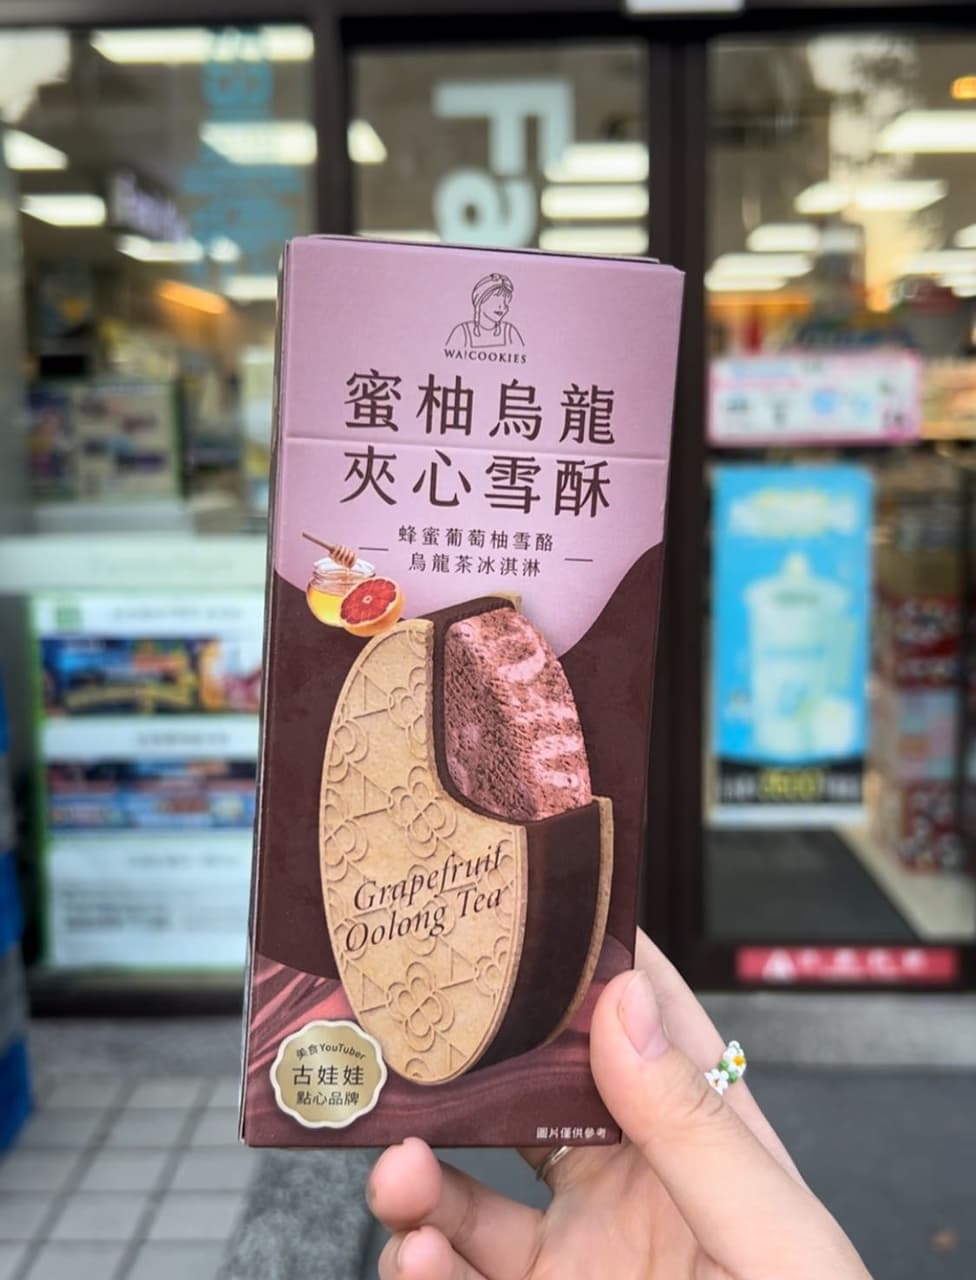 Fa
WA!COOKIES
蜜柚烏龍
夾心雪酥
蜂蜜葡萄柚雪酪
烏龍茶冰淇淋
Grapefruit
Oolong Tea
美食YouTuber
古娃娃
點心品牌
圖片僅供參考